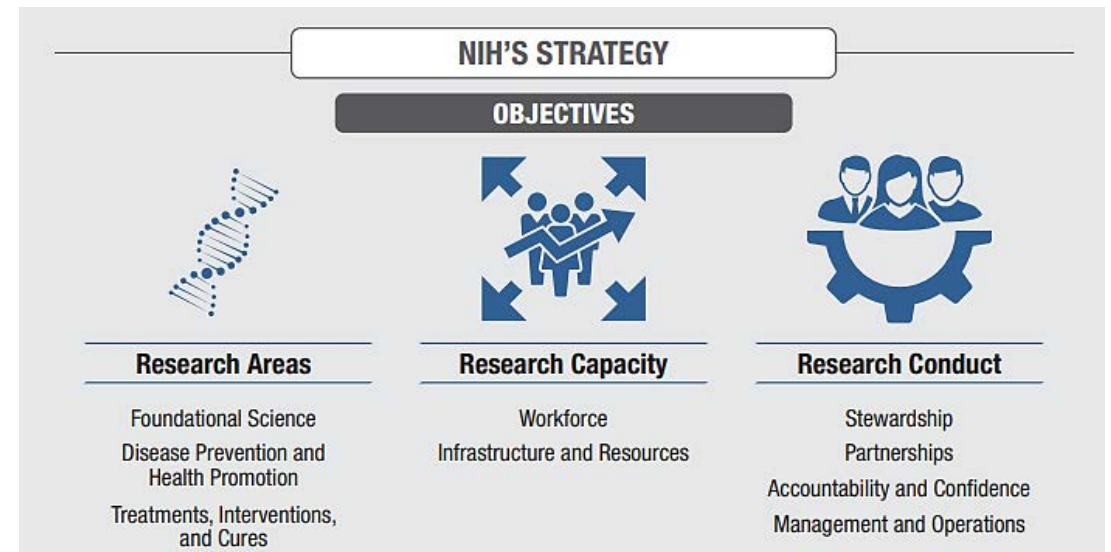 NIH'S STRATEGY
OBJECTIVES
Research Areas
Foundational Science
Disease Prevention and
Health Promotion
Treatments, Interventions,
and Cures
Research Capacity
Workforce
Infrastructure and Resources
Research Conduct
Stewardship
Partnerships
Accountability and Confidence
Management and Operations